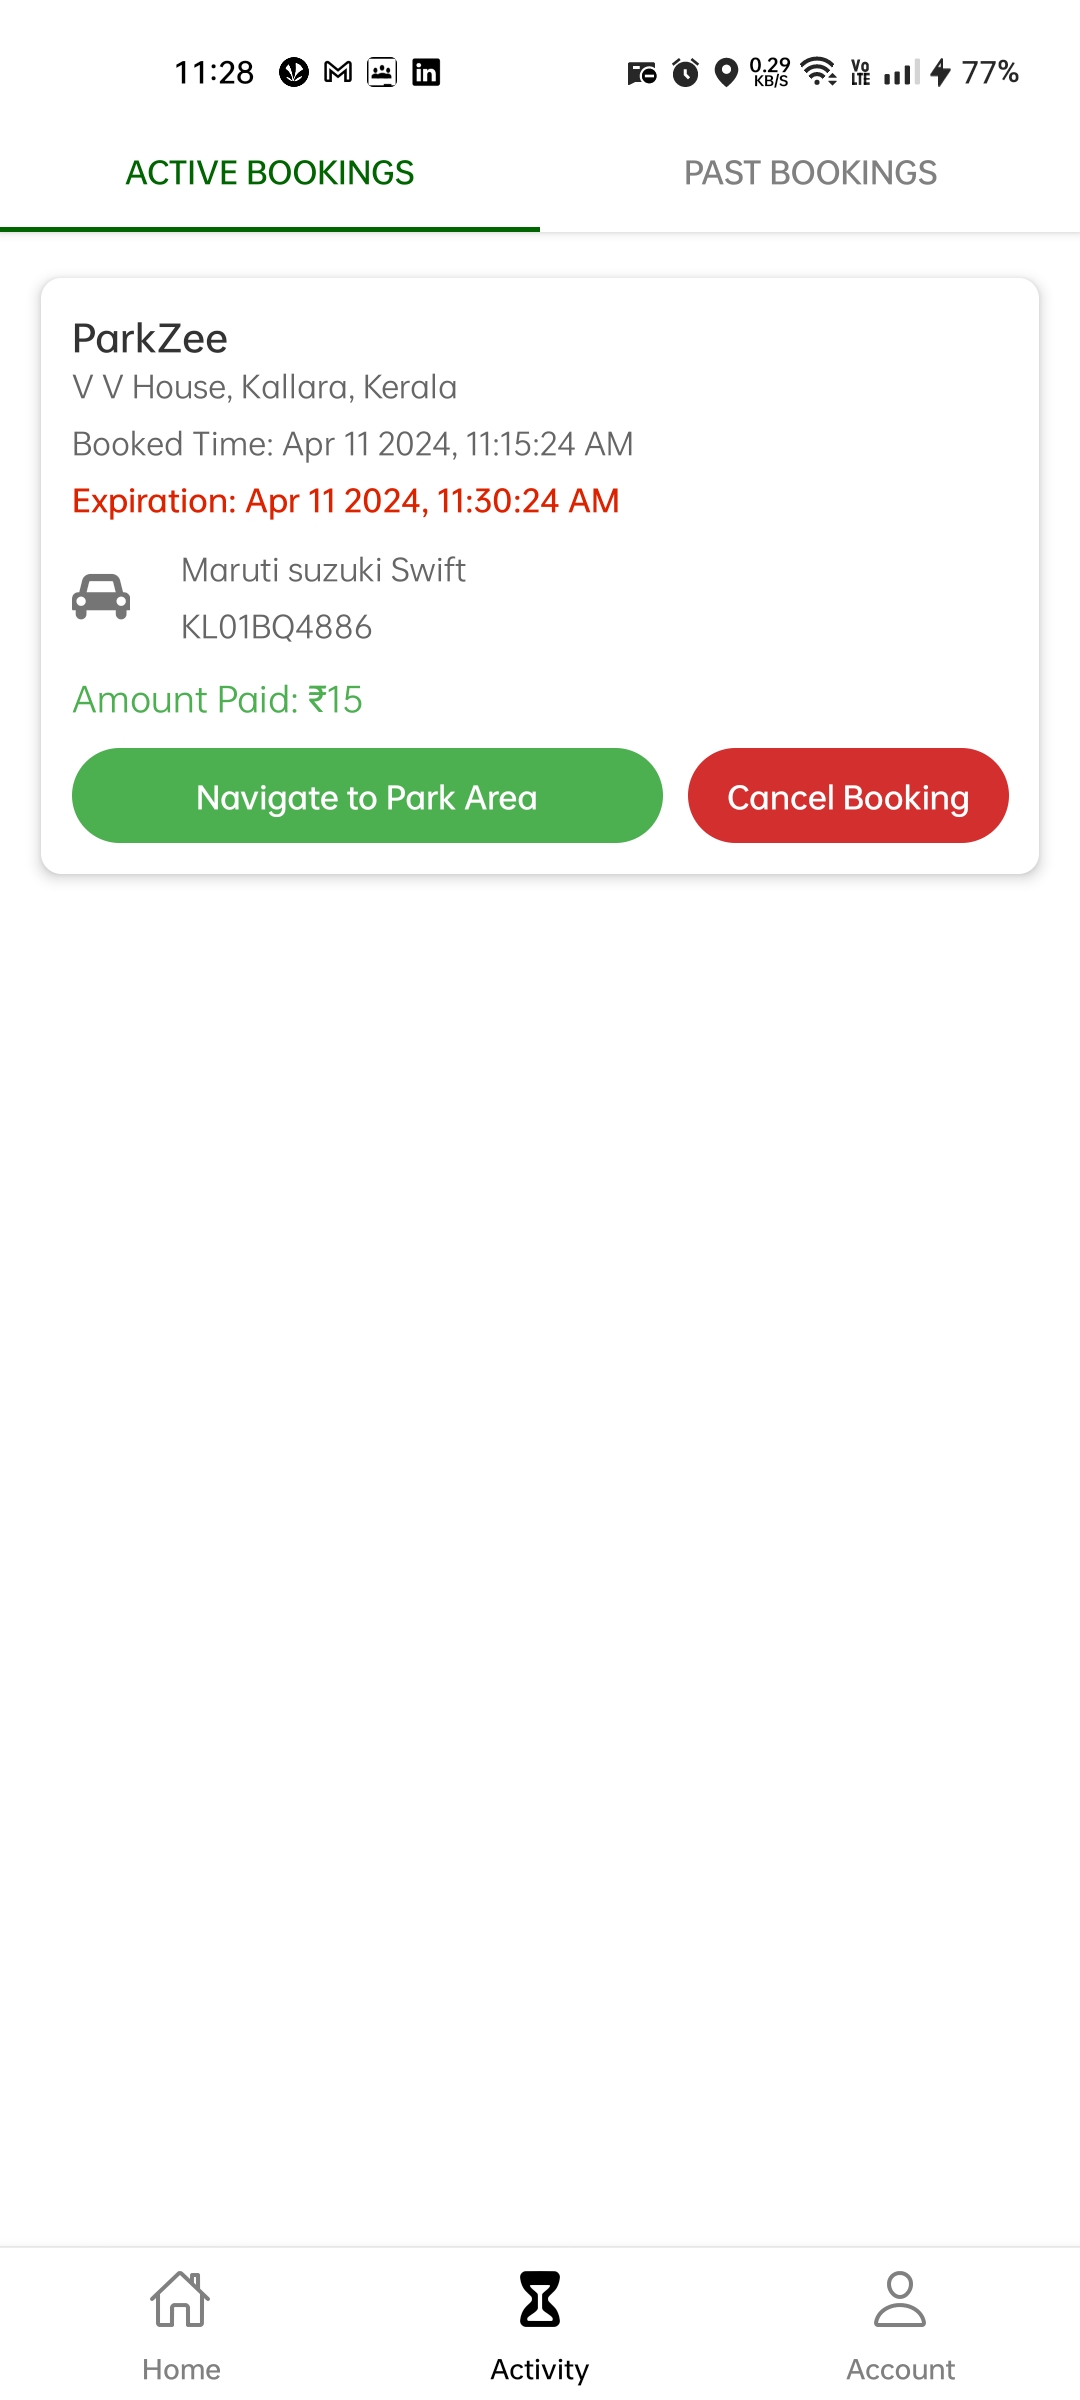 11:28 0.29 KB/S Vo LTE 77%
ACTIVE BOOKINGS PAST BOOKINGS
ParkZee
V V House, Kallara, Kerala
Booked Time: Apr 11 2024, 11:15:24 AM
Expiration: Apr 11 2024, 11:30:24 AM
Maruti suzuki Swift
KL01BQ4886
Amount Paid: ₹15
Navigate to Park Area Cancel Booking
Home Activity Account